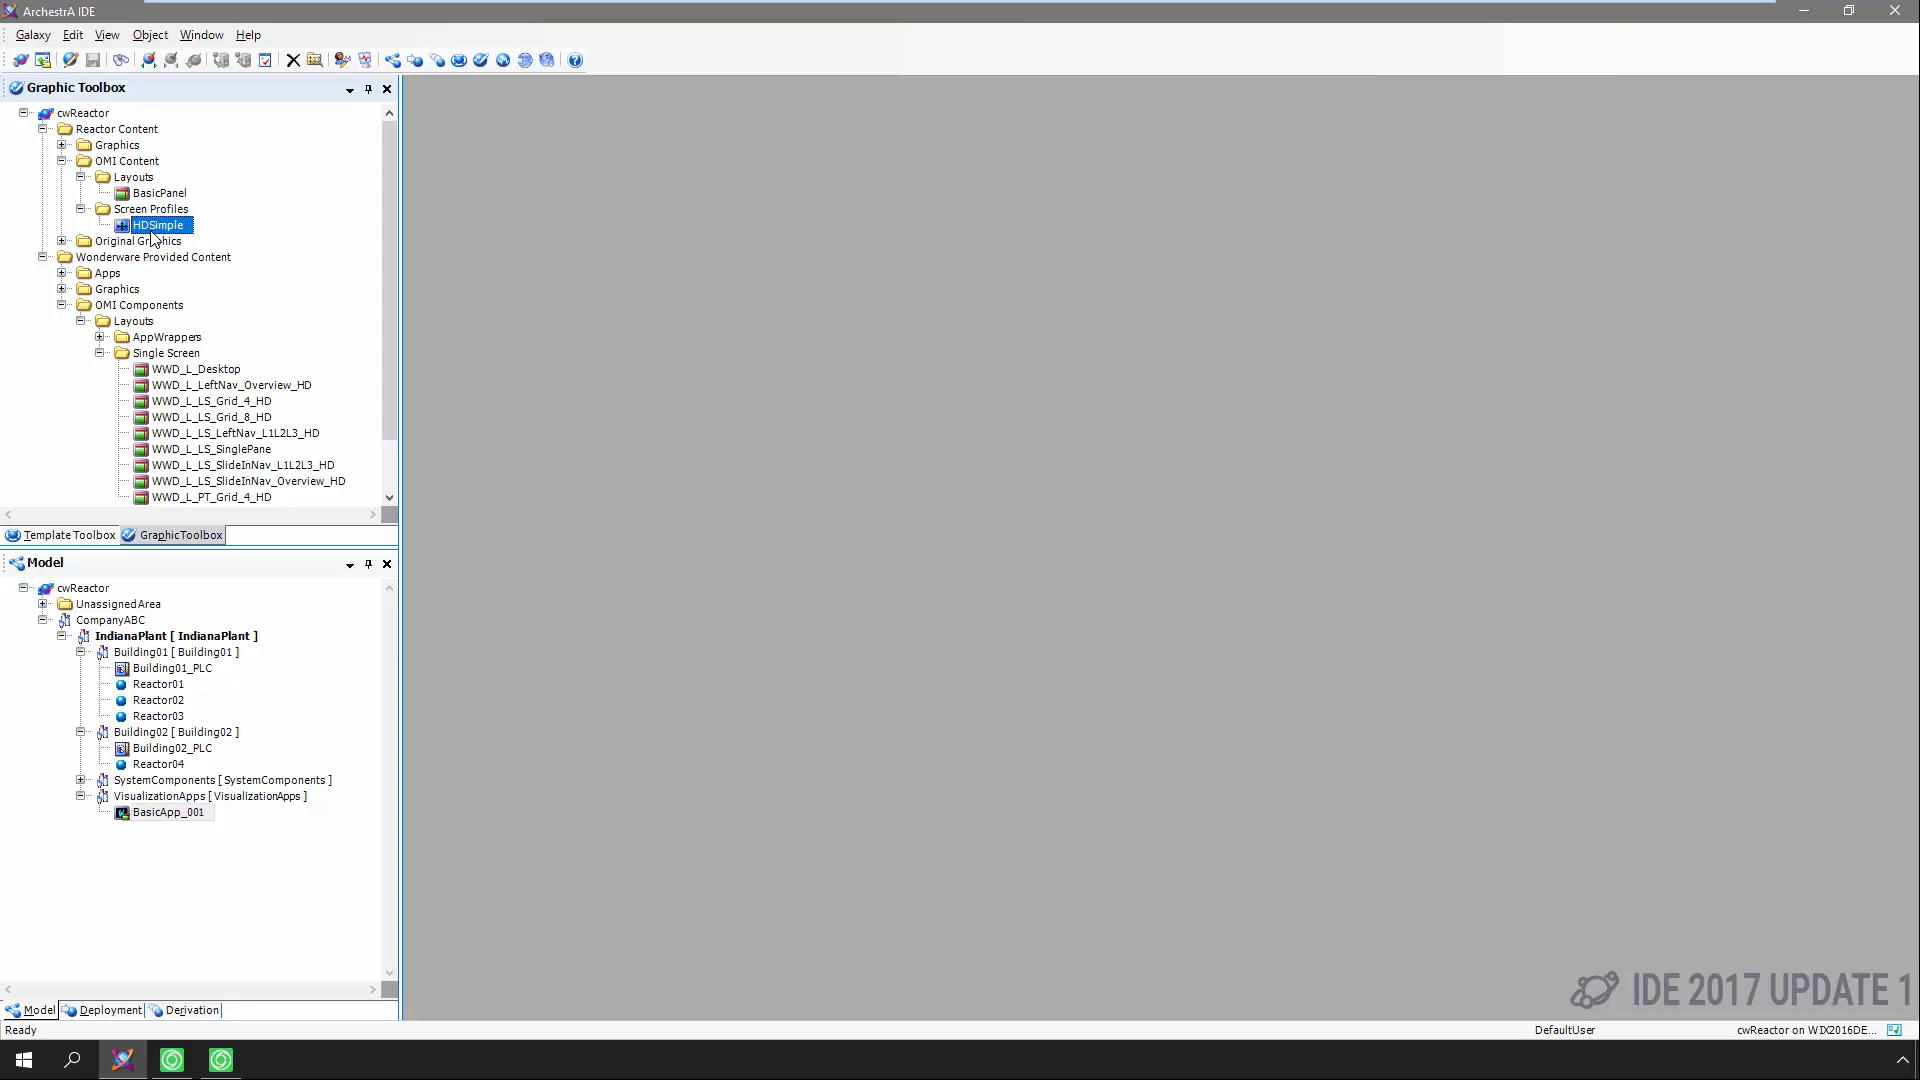 ArchestrA IDE
Galaxy Edit View Object Window Help
Graphic Toolbox
cwReactor
Reactor Content
Graphics
OMI Content
Layouts
BasicPanel
Screen Profiles
HDSimple
Original Graphics
Wonderware Provided Content
Apps
Graphics
OMI Components
Layouts
AppWrappers
Single Screen
WWD_L_Desktop
WWD_L_LeftNav_Overview_HD
WWD_L_LS_Grid_4_HD
WWD_L_LS_Grid_8_HD
WWD_L_LS_LeftNav_L1L2L3_HD
WWD_L_LS_SinglePane
WWD_L_LS_SlideInNav_L1L2L3_HD
WWD_L_LS_SlideInNav_Overview_HD
WWD_L_PT_Grid_4_HD
Template Toolbox Graphic Toolbox
Model
cwReactor
Unassigned Area
CompanyABC
IndianaPlant [ IndianaPlant ]
Building01 [ Building01 ]
Building01_PLC
Reactor01
Reactor02
Reactor03
Building02 [ Building02 ]
Building02_PLC
Reactor04
SystemComponents [ SystemComponents ]
VisualizationApps [ VisualizationApps ]
BasicApp_001
IDE 2017 UPDATE 1
Model Deployment Derivation
Ready DefaultUser cwReactor on WIX2016DE...